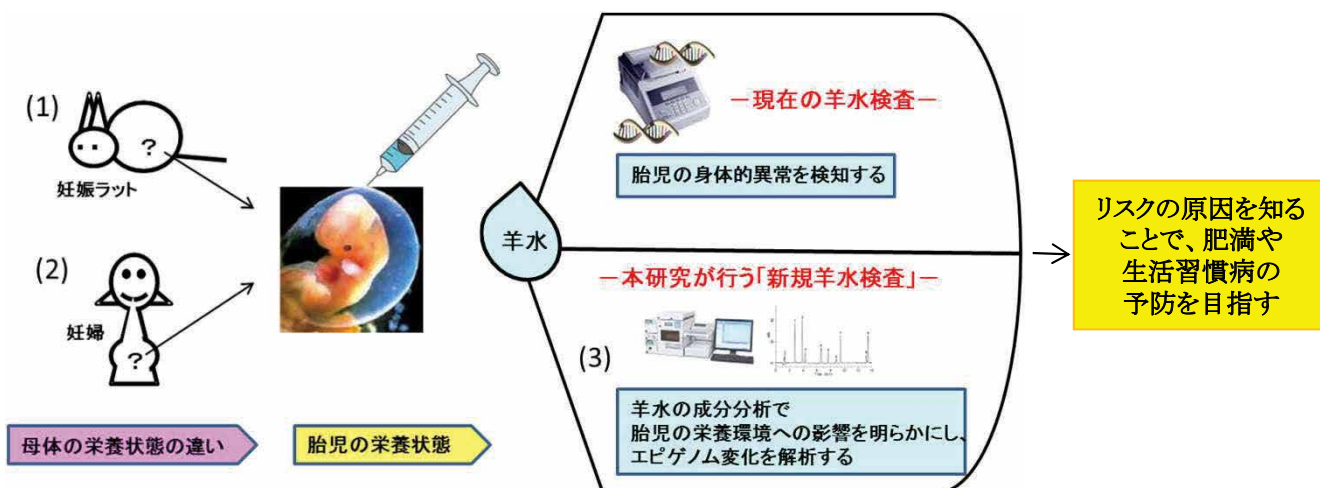 (1)
?
妊娠ラット
(2)
妊婦
?
母体の栄養状態の違い
胎児の栄養状態
羊水
－現在の羊水検査－
胎児の身体的異常を検知する
－本研究が行う「新規羊水検査」－
(3)
羊水の成分分析で
胎児の栄養環境への影響を明らかにし、
エピゲノム変化を解析する
リスクの原因を知る
ことで、肥満や
生活習慣病の
予防を目指す